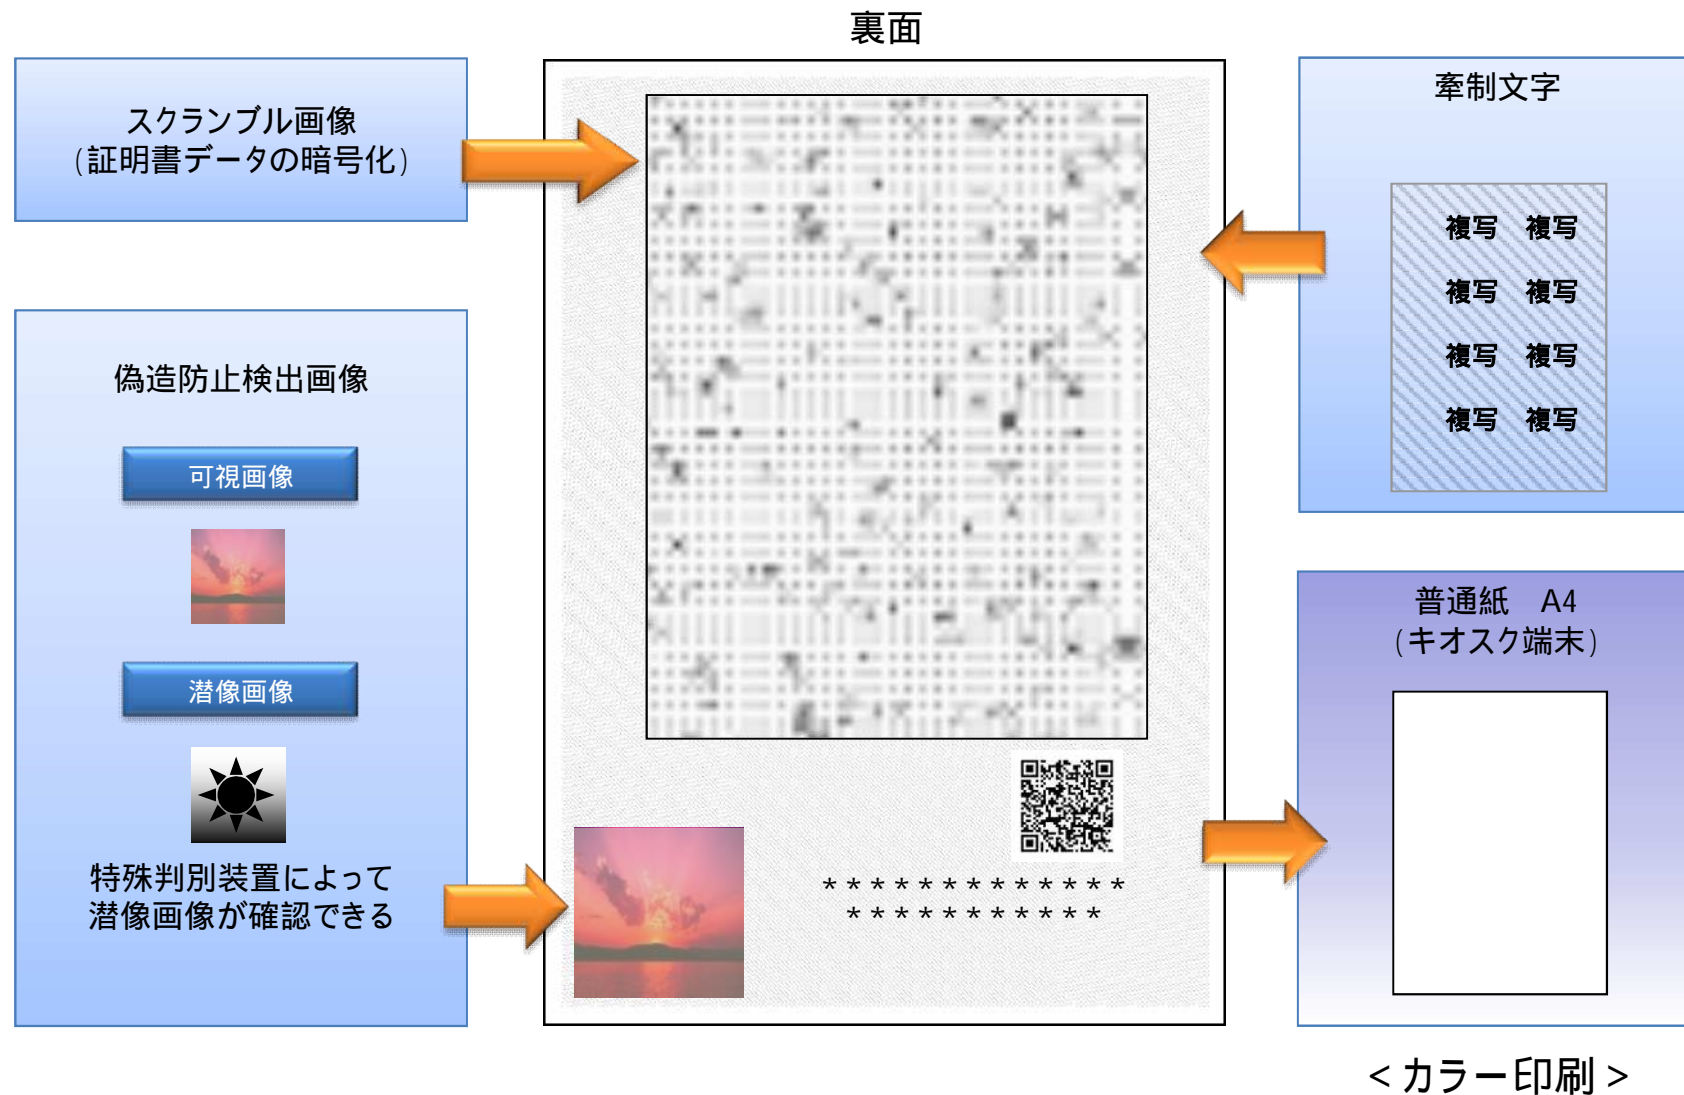 裏面
スクランブル画像
(証明書データの暗号化)
偽造防止検出画像
可視画像
潜像画像
特殊判別装置によって
潜像画像が確認できる
*************
***********
牽制文字
複写 複写
複写 複写
複写 複写
複写 複写
普通紙 A4
(キオスク端末)
<カラー印刷>